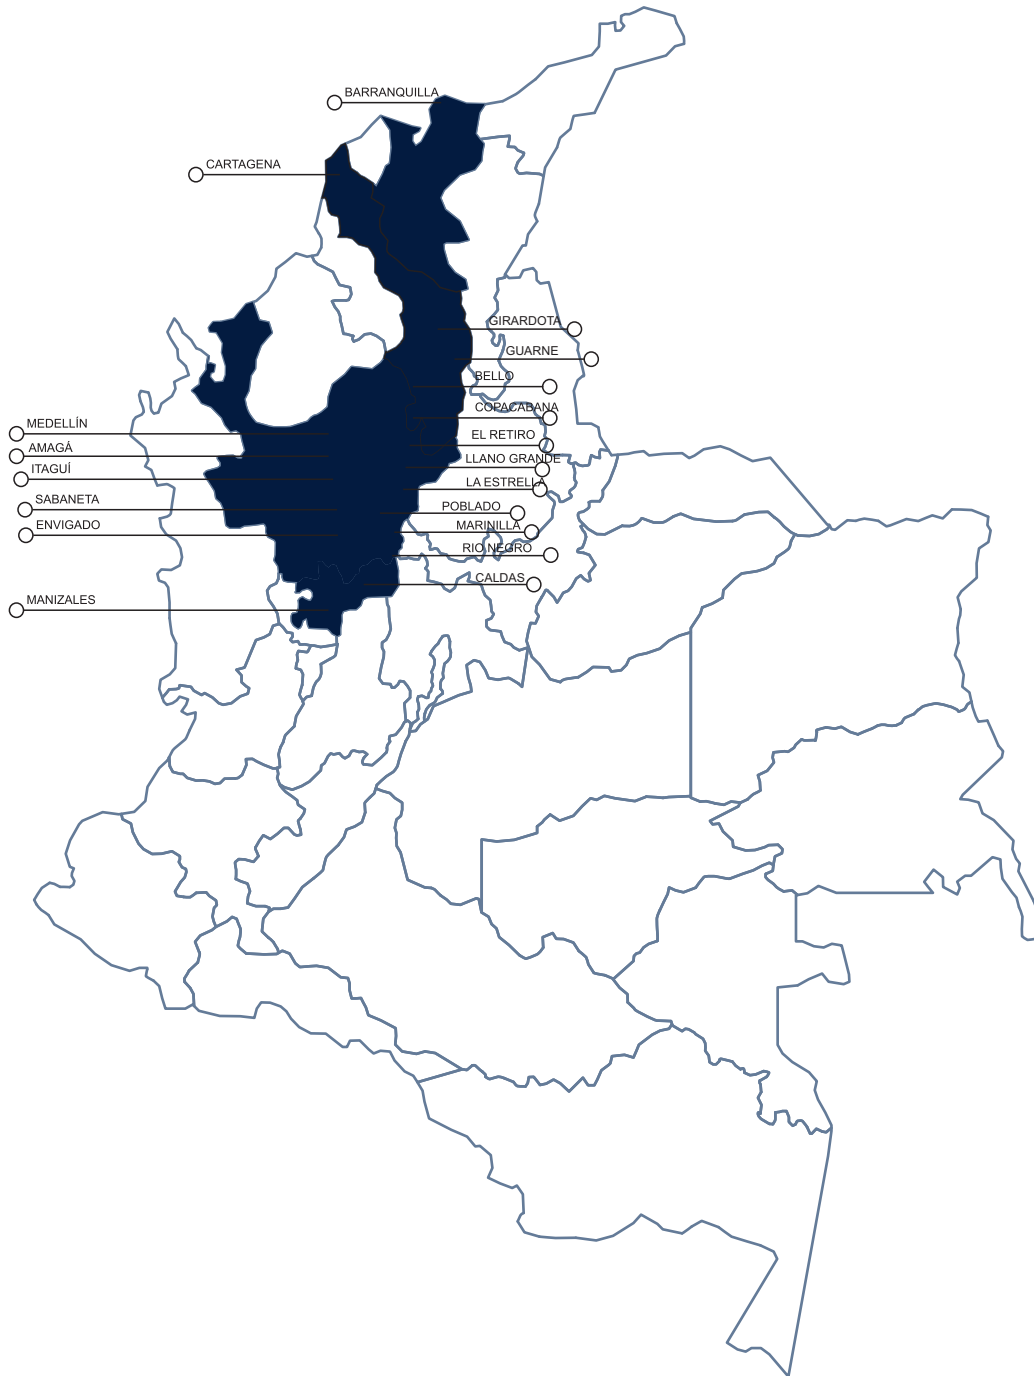 BARRANQUILLA
CARTAGENA
GIRARDOTA
GUARNE
BELLO
COPACABANA
MEDELLÍN
EL RETIRO
AMAGÁ
LLANO GRANDE
ITAGUÍ
LA ESTRELLA
SABANETA
POBLADO
ENVIGADO
MARINILLA
RIO NEGRO
CALDAS
MANIZALES